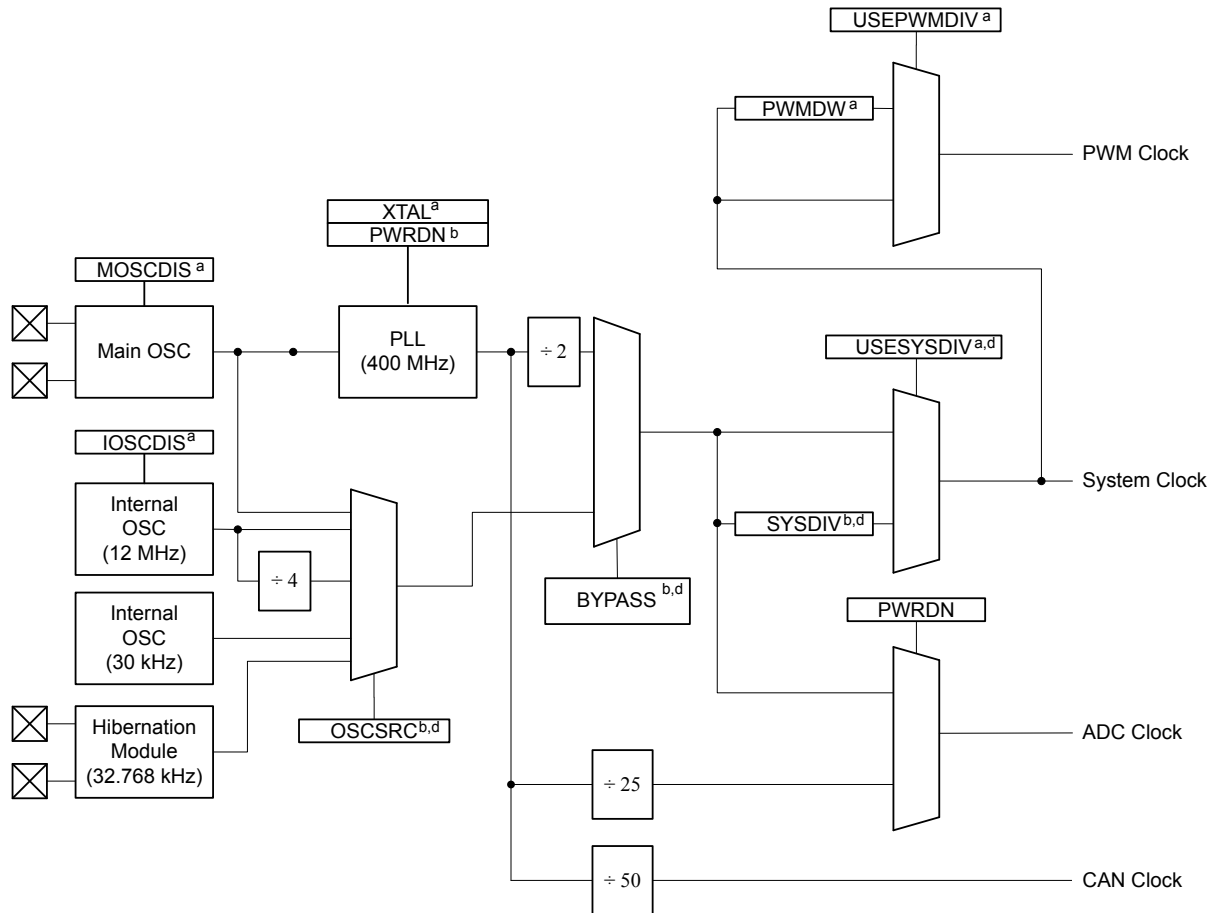 USEPWMDIV a
PWMDW a
PWM Clock
XTAL a
PWRDN b
MOSCDIS a
Main OSC
PLL
(400 MHz)
÷ 2
USESYSDIV a,d
IOSCDIS a
Internal
OSC
(12 MHz)
÷ 4
System Clock
SYSDIV b,d
BYPASS b,d
Internal
OSC
(30 kHz)
PWRDN
OSCSRC b,d
Hibernation
Module
(32.768 kHz)
ADC Clock
÷ 25
÷ 50
CAN Clock